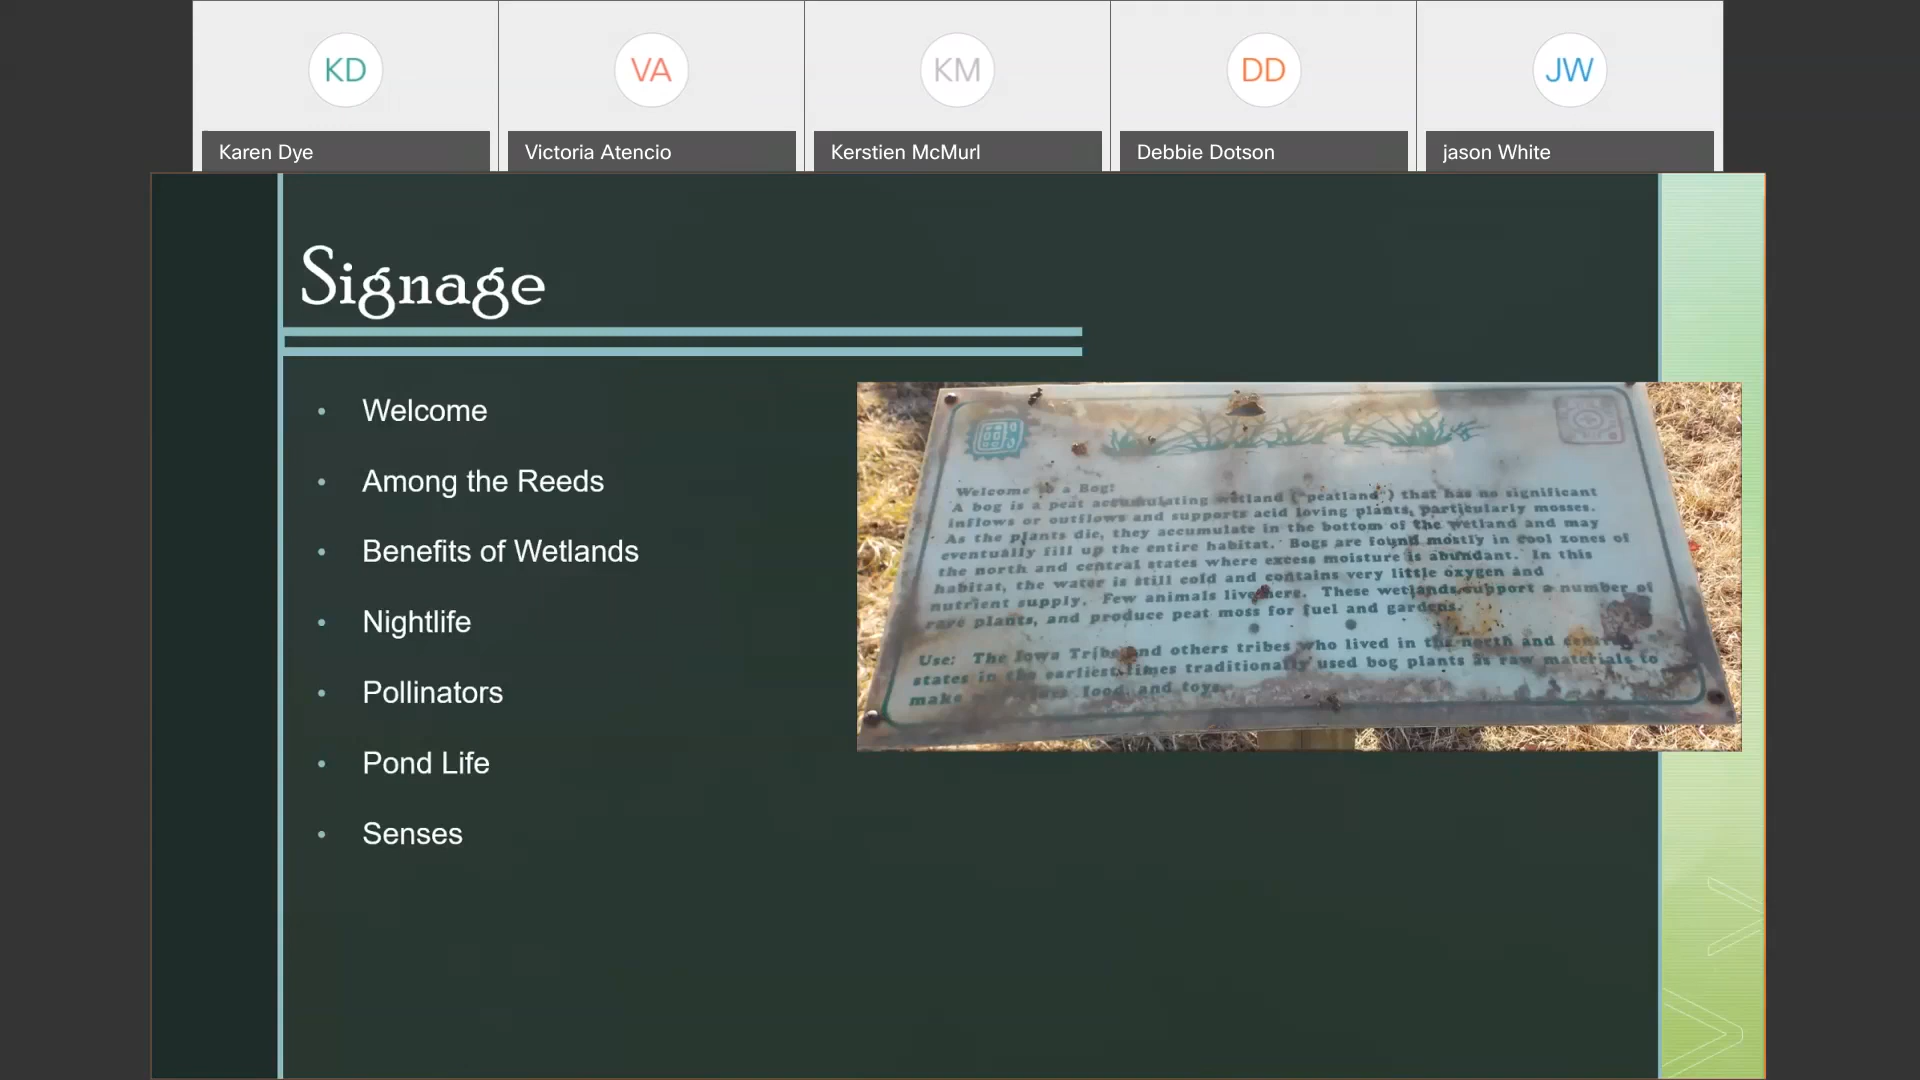 KD
VA
KM
DD
JW
Karen Dye
Victoria Atencio
Kerstien McMurl
Debbie Dotson
jason White
Signage
• Welcome
• Among the Reeds
• Benefits of Wetlands
• Nightlife
• Pollinators
• Pond Life
• Senses
Welcome to a Bog!
A bog is a peat accumulating wetland ("peatland") that has no significant
inflows or outflows and supports acid loving plants, particularly mosses.
As the plants die, they accumulate in the bottom of the wetland and may
eventually fill up the entire habitat. Bogs are found mostly in cool zones of
the north and central states where excess moisture is abundant. In this
habitat, the water is still cold and contains very little oxygen and
nutrient supply. Few animals live here. These wetlands support a number of
rare plants, and produce peat moss for fuel and gardens.
Use: The Iowa Tribe and others tribes who lived in the north and central
states in the earliest times traditionally used bog plants as raw materials to
make food, and toys.